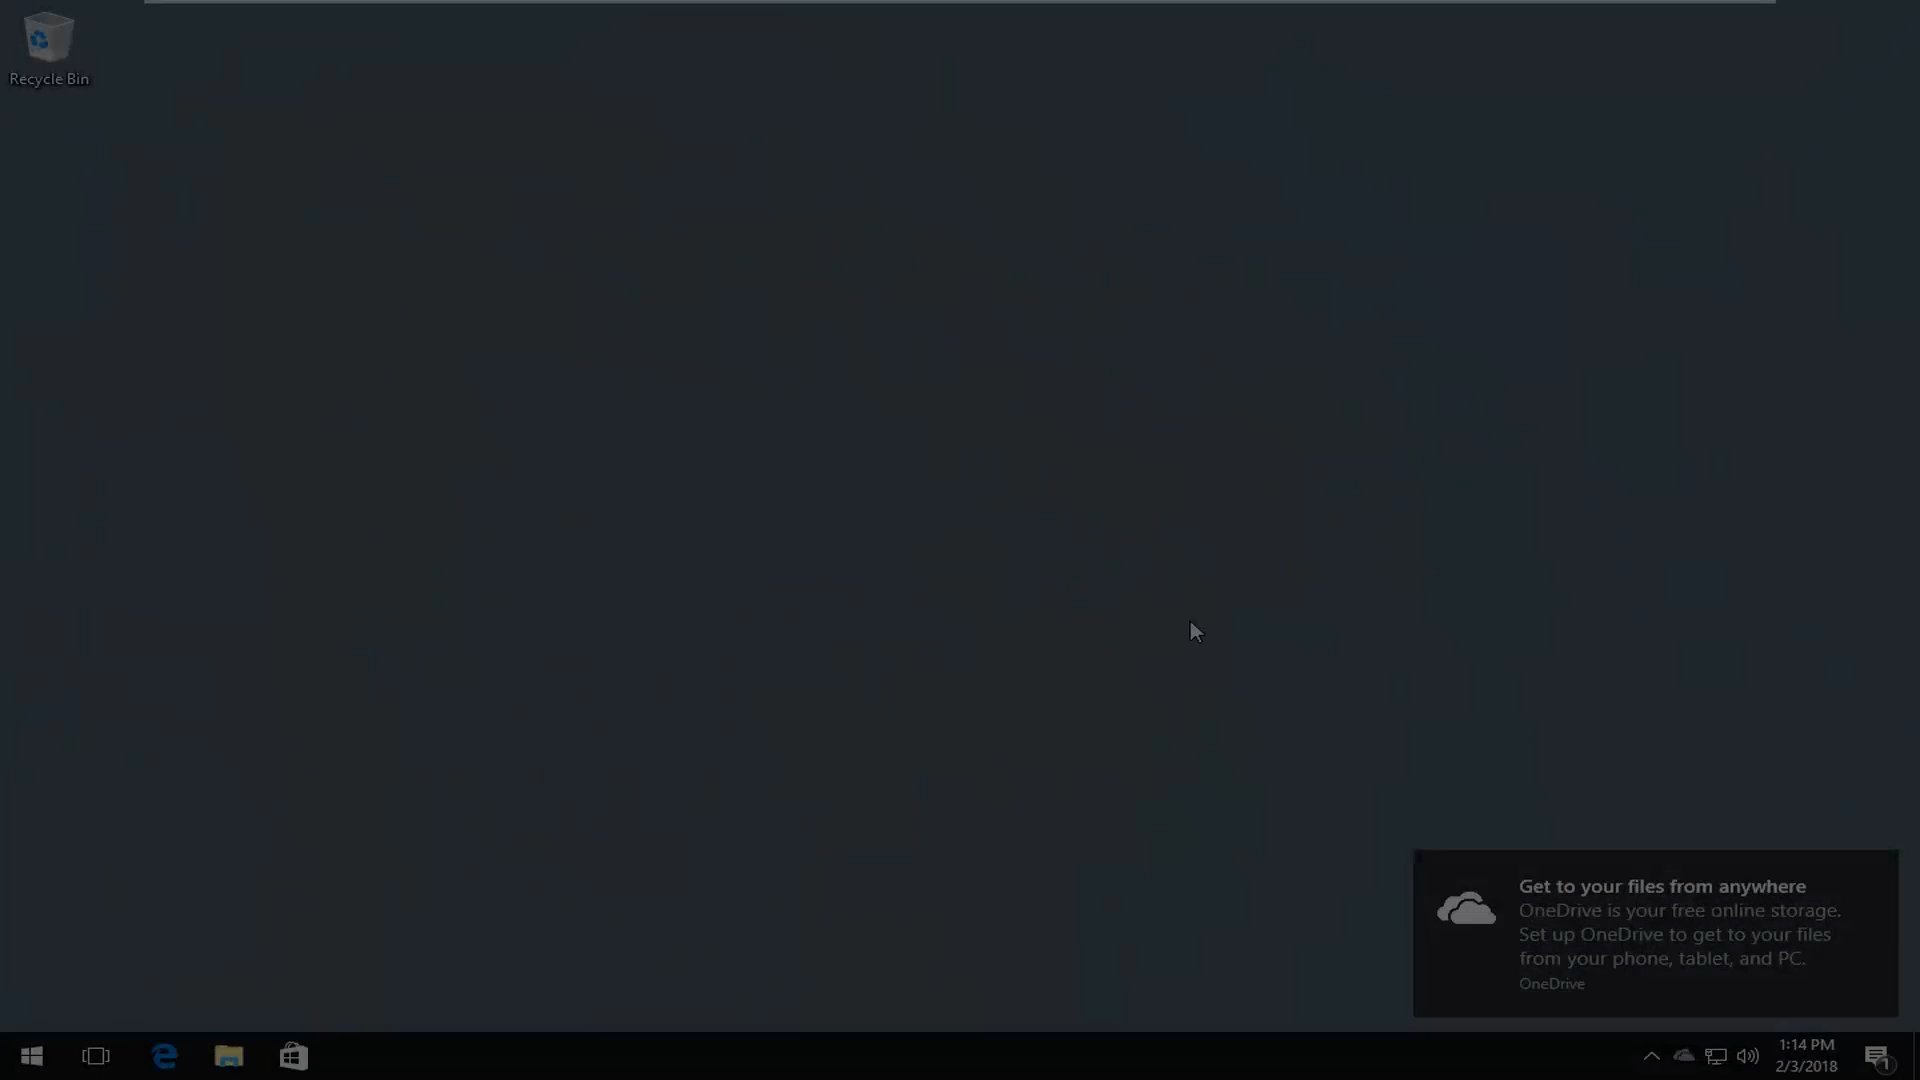 Recycle Bin
Get to your files from anywhere
OneDrive is your free online storage.
Set up OneDrive to get to your files
from your phone, tablet, and PC.
OneDrive
1:14 PM
2/3/2018
1